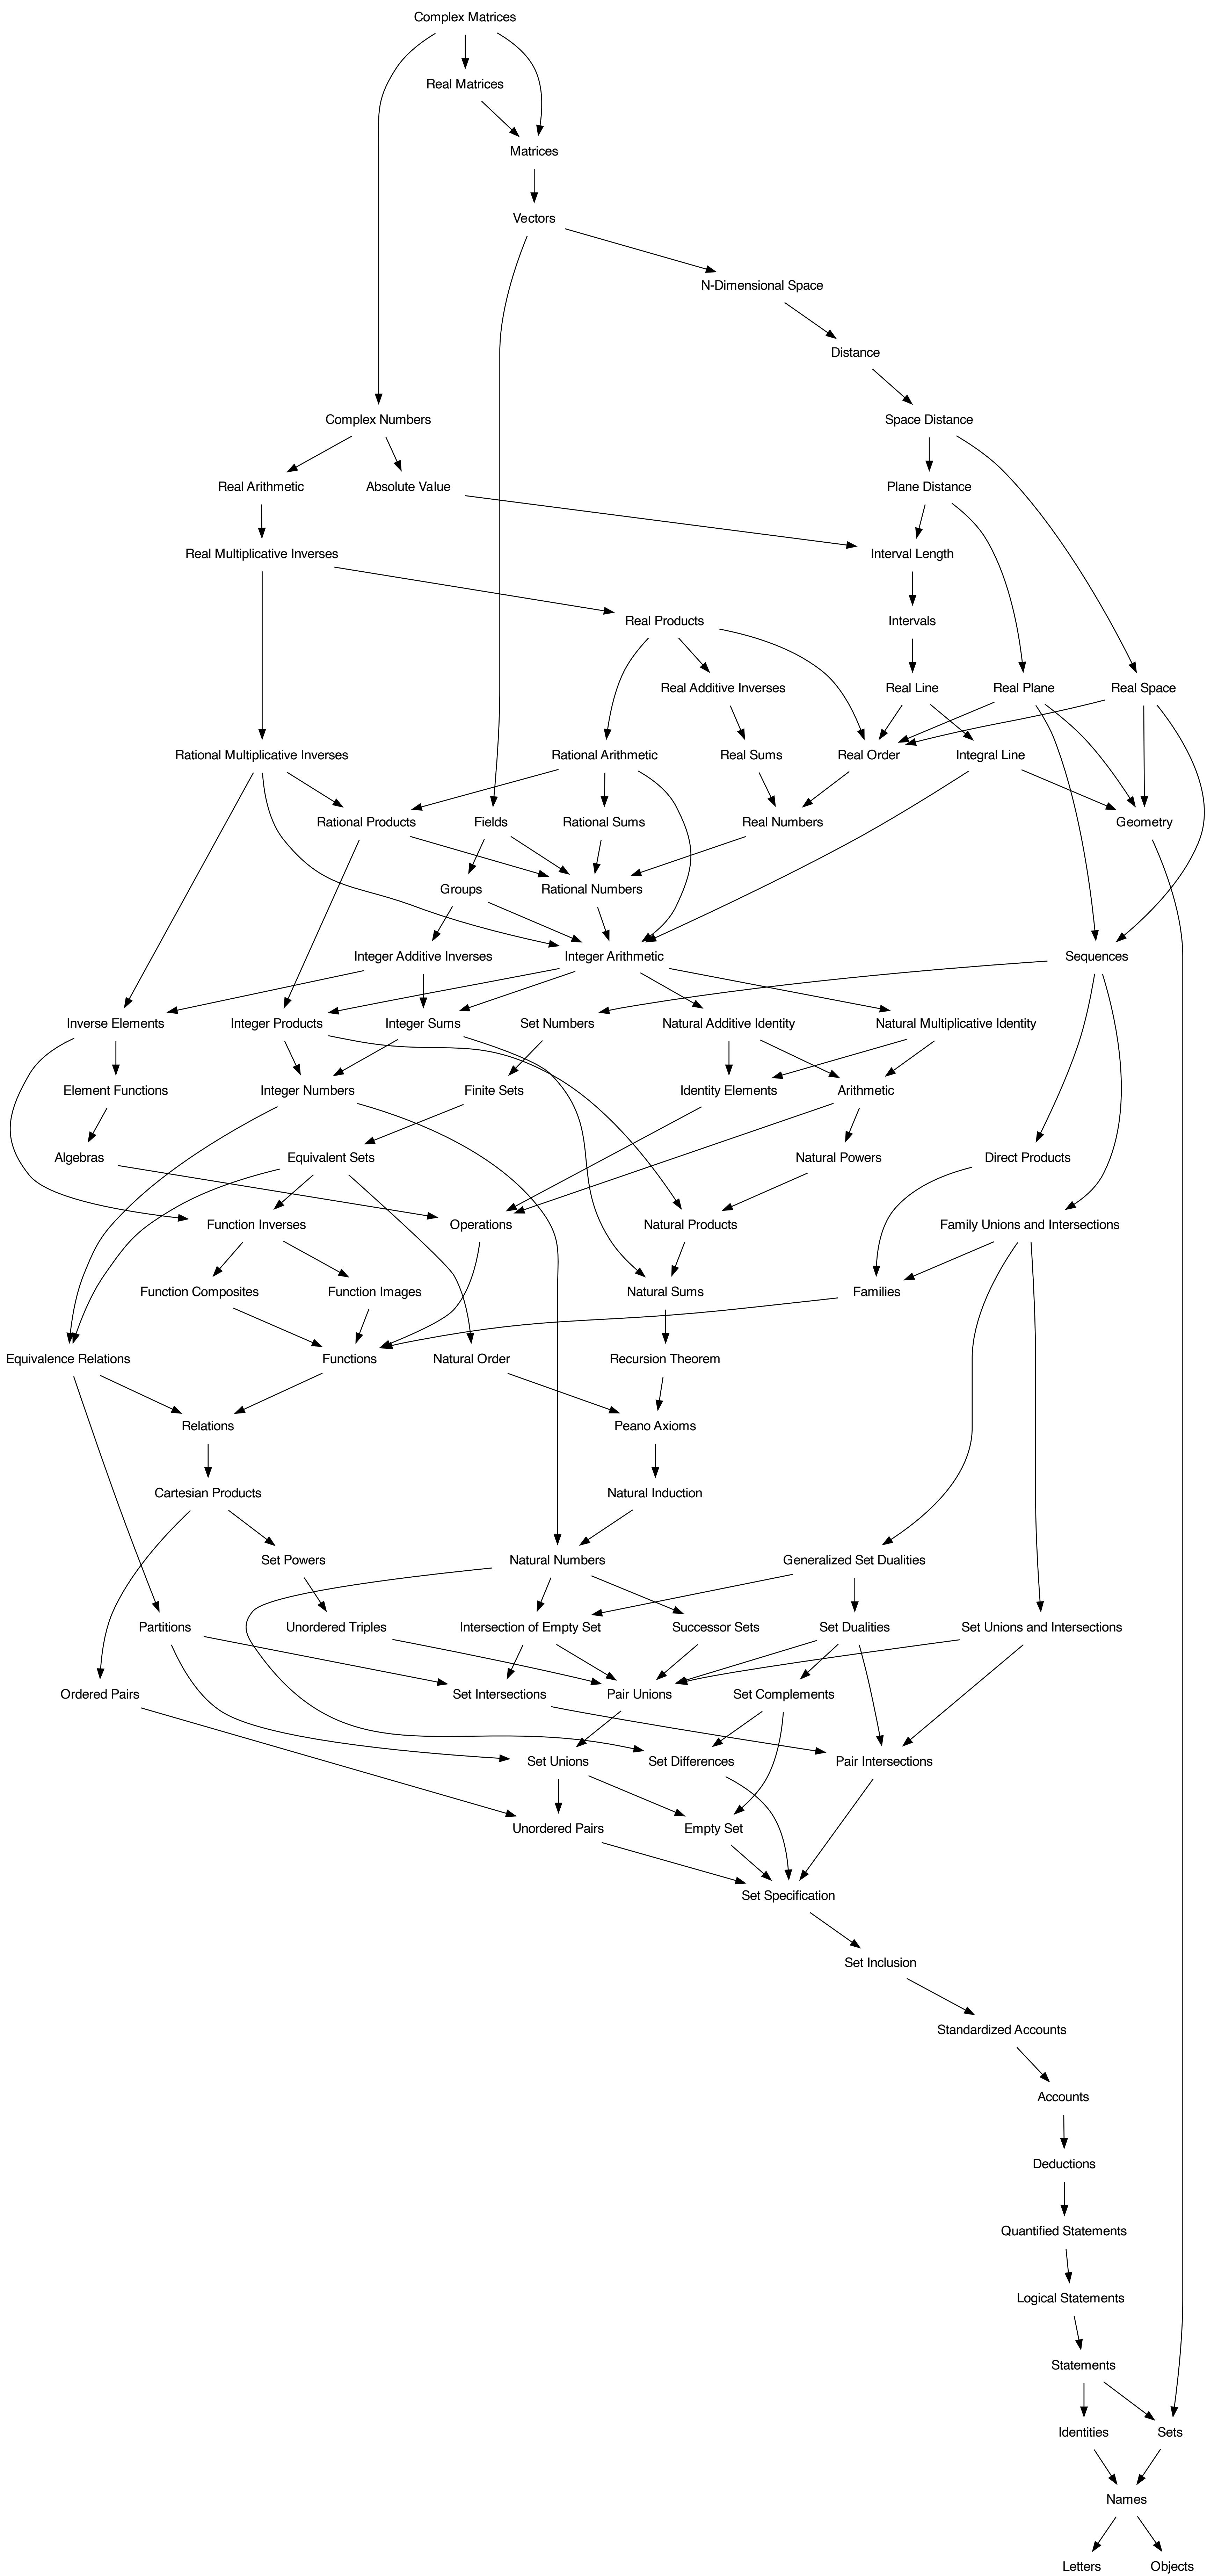 Complex Matrices
Real Matrices
Matrices
Vectors
N-Dimensional Space
Distance
Complex Numbers
Space Distance
Real Arithmetic
Absolute Value
Plane Distance
Real Multiplicative Inverses
Interval Length
Real Products
Intervals
Real Additive Inverses
Real Line
Real Plane
Real Space
Rational Multiplicative Inverses
Rational Arithmetic
Real Sums
Real Order
Integral Line
Rational Products
Fields
Rational Sums
Real Numbers
Geometry
Groups
Rational Numbers
Integer Additive Inverses
Integer Arithmetic
Sequences
Inverse Elements
Integer Products
Integer Sums
Set Numbers
Natural Additive Identity
Natural Multiplicative Identity
Element Functions
Integer Numbers
Finite Sets
Identity Elements
Arithmetic
Algebras
Equivalent Sets
Natural Powers
Direct Products
Function Inverses
Operations
Natural Products
Family Unions and Intersections
Function Composites
Function Images
Natural Sums
Families
Equivalence Relations
Functions
Natural Order
Recursion Theorem
Relations
Peano Axioms
Cartesian Products
Natural Induction
Set Powers
Natural Numbers
Generalized Set Dualities
Partitions
Unordered Triples
Intersection of Empty Set
Successor Sets
Set Dualities
Set Unions and Intersections
Ordered Pairs
Set Intersections
Pair Unions
Set Complements
Set Unions
Set Differences
Pair Intersections
Unordered Pairs
Empty Set
Set Specification
Set Inclusion
Standardized Accounts
Accounts
Deductions
Quantified Statements
Logical Statements
Statements
Identities
Sets
Names
Letters
Objects